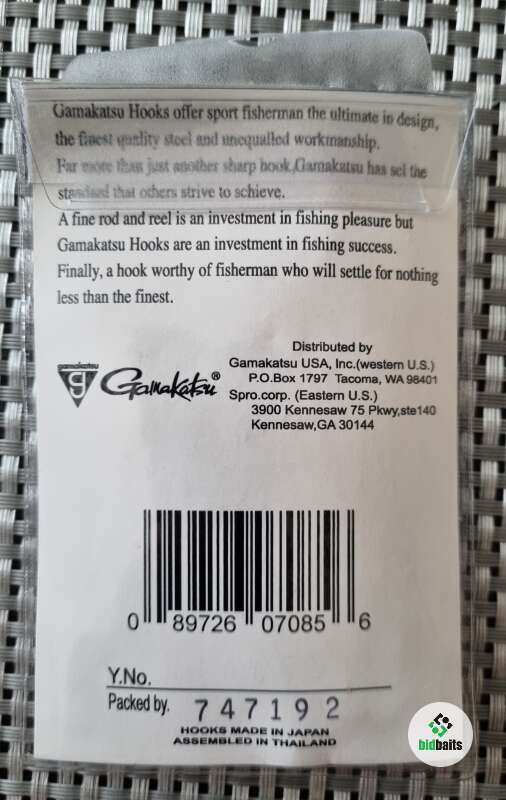 Gamakatsu Hooks offer sport fisherman the ultimate in design,
the finest quality steel and unequalled workmanship.
Far more than just another sharp hook,Gamakatsu has sel the
standard that others strive to achieve.
A fine rod and reel is an investment in fishing pleasure but
Gamakatsu Hooks are an investment in fishing success.
Finally, a hook worthy of fisherman who will settle for nothing
less than the finest.
Distributed by
gamakatsu
g
Gamakatsu®
Gamakatsu USA, Inc.(western U.S.)
P.O.Box 1797 Tacoma, WA 98401
Spro.corp. (Eastern U.S.)
3900 Kennesaw 75 Pkwy,ste140
Kennesaw,GA 30144
0 89726 07085 6
Y.No.
Packed by. 747192
HOOKS MADE IN JAPAN
ASSEMBLED IN THAILAND
bidbaits